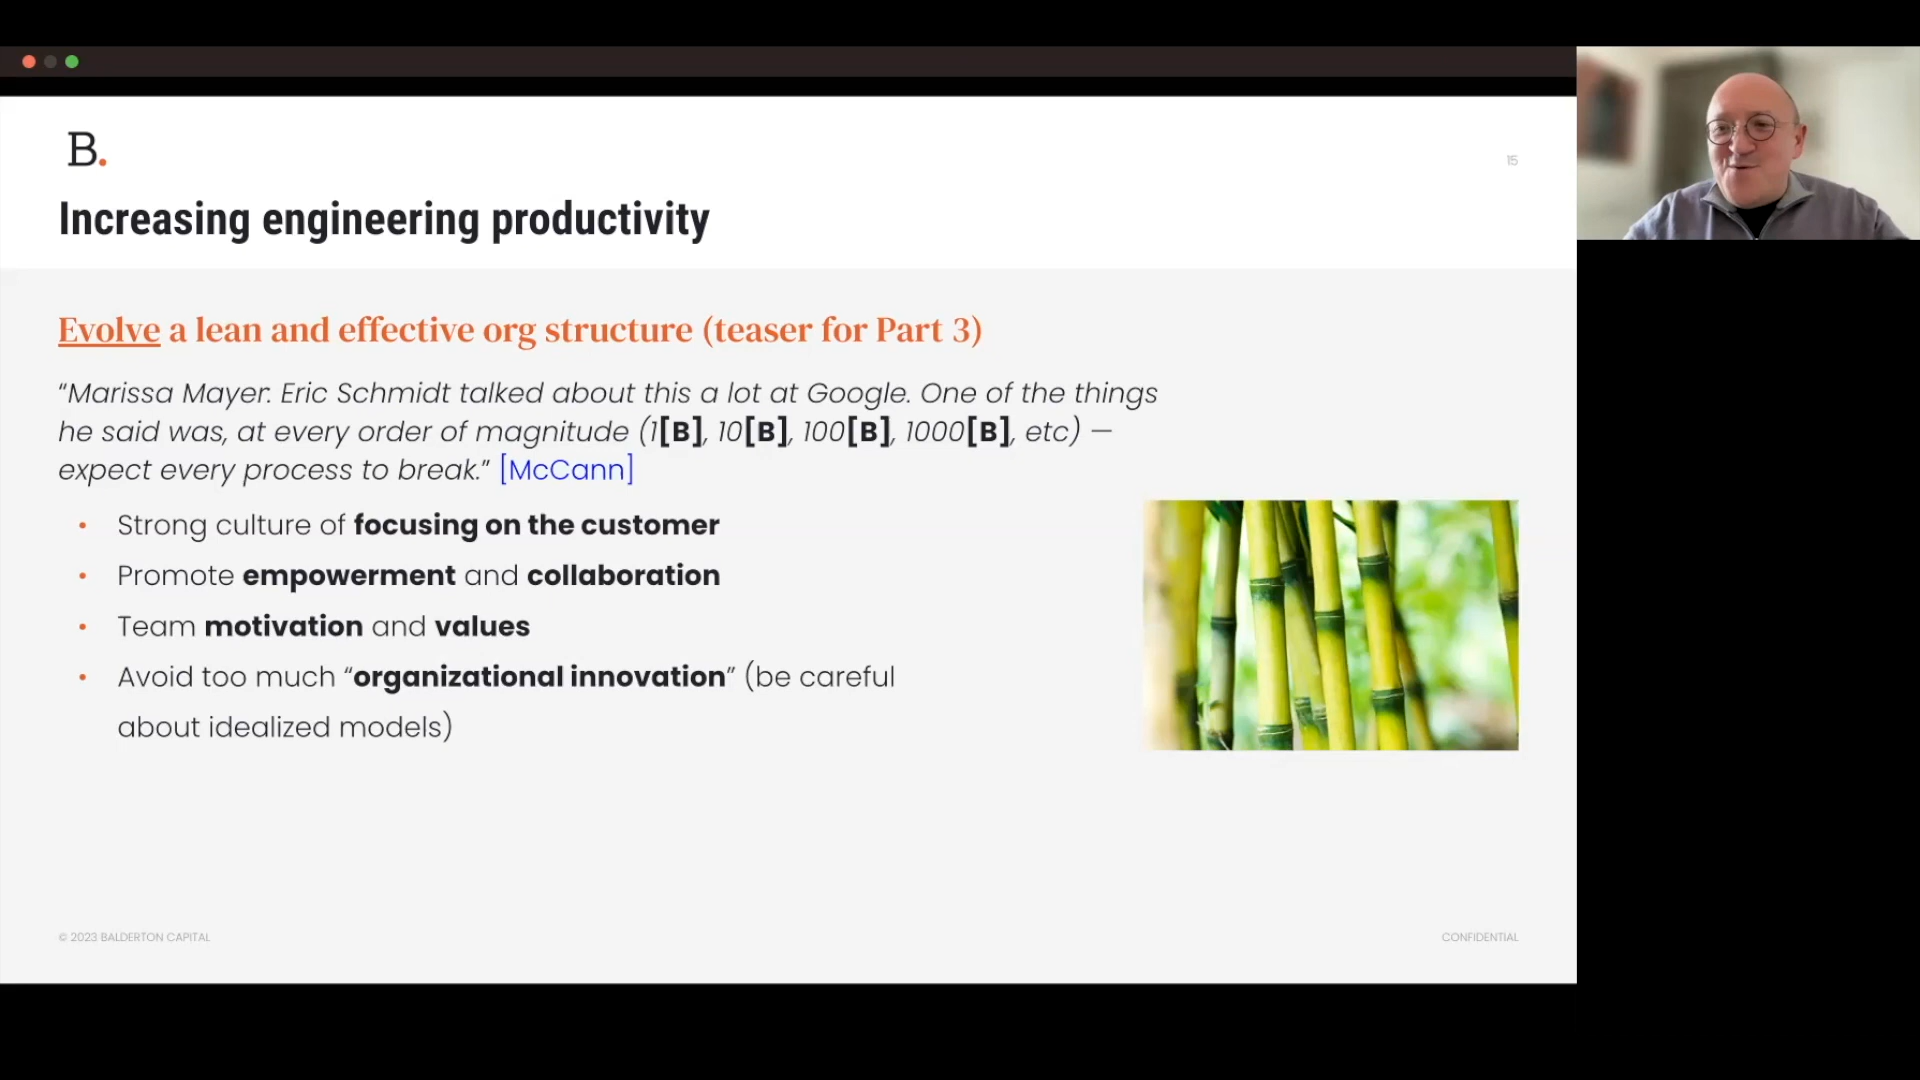 B.
15
Increasing engineering productivity
Evolve a lean and effective org structure (teaser for Part 3)
“Marissa Mayer: Eric Schmidt talked about this a lot at Google. One of the things
he said was, at every order of magnitude (1[B], 10[B], 100[B], 1000[B], etc) —
expect every process to break.” [McCann]
• Strong culture of focusing on the customer
• Promote empowerment and collaboration
• Team motivation and values
• Avoid too much “organizational innovation” (be careful
about idealized models)
© 2023 BALDERTON CAPITAL
CONFIDENTIAL